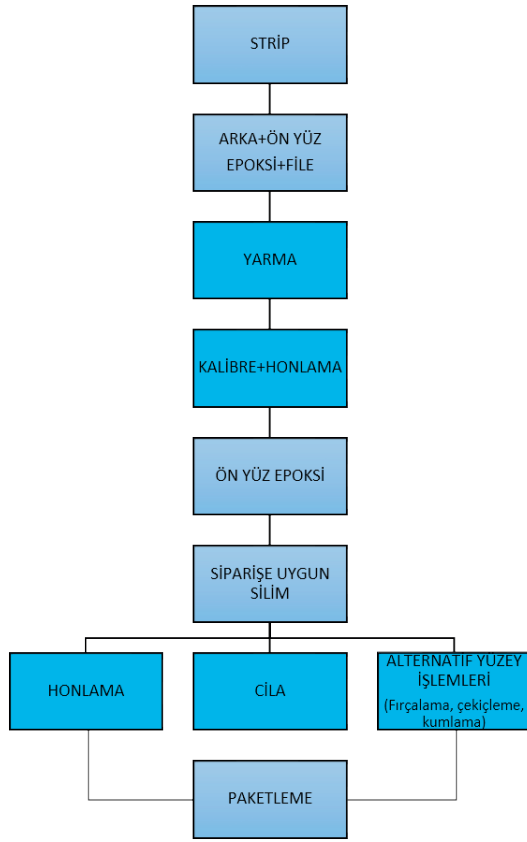 STRİP
ARKA+ÖN YÜZ
EPOKSİ+FİLE
YARMA
KALİBRE+HONLAMA
ÖN YÜZ EPOKSİ
SİPARİŞE UYGUN
SİLİM
HONLAMA
CİLA
ALTERNATİF YÜZEY
İŞLEMLERİ
(Fırçalama, çekiçleme,
kumlama)
PAKETLEME